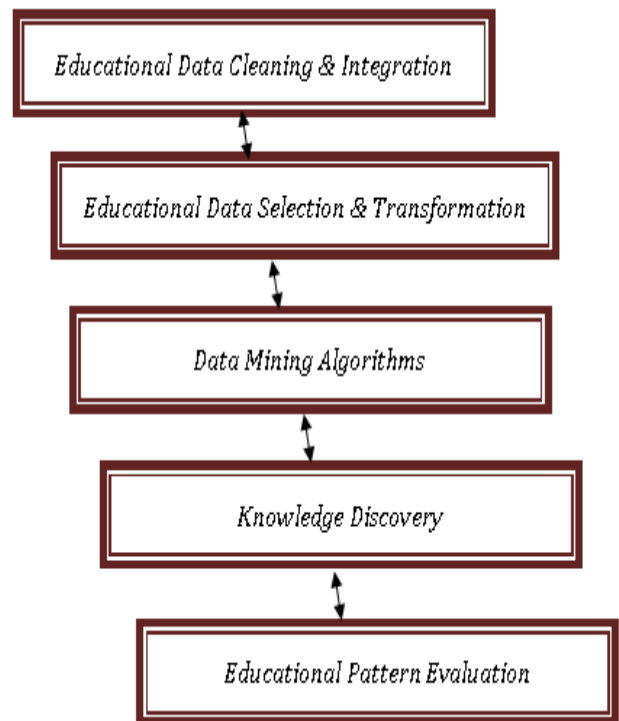 Educational Data Cleaning & Integration
Educational Data Selection & Transformation
Data Mining Algorithms
Knowledge Discovery
Educational Pattern Evaluation